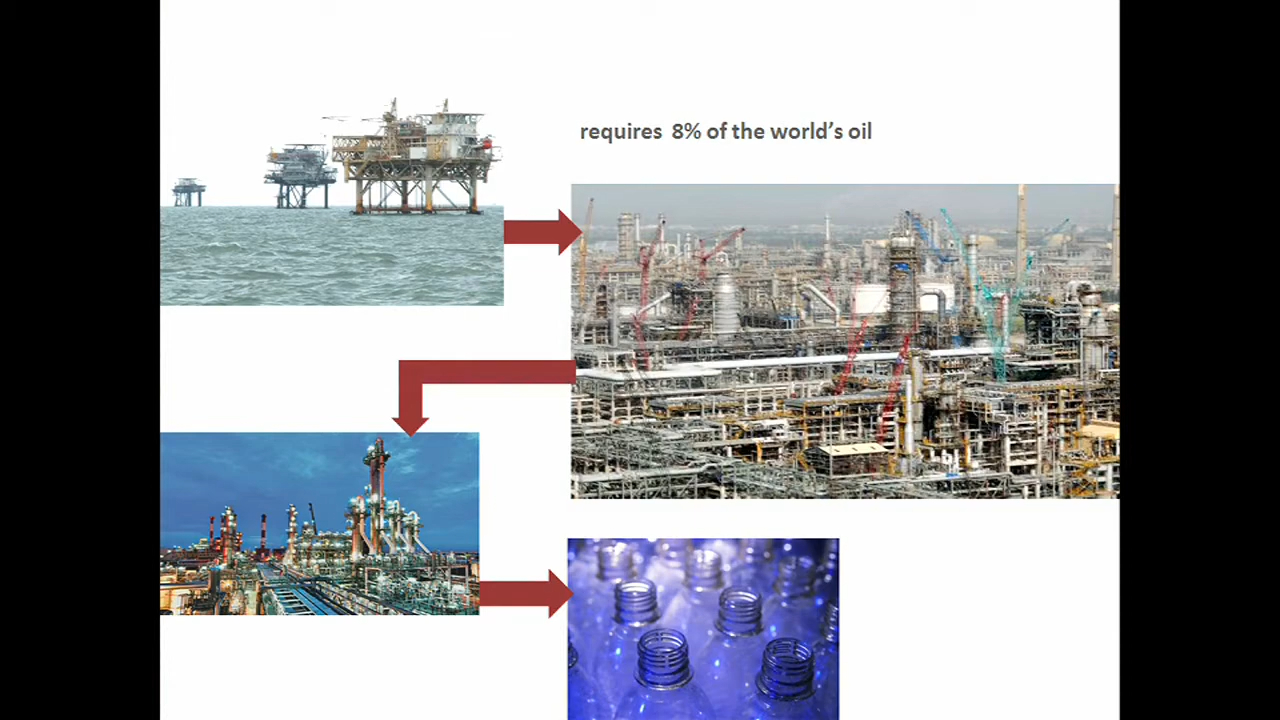 requires 8% of the world’s oil